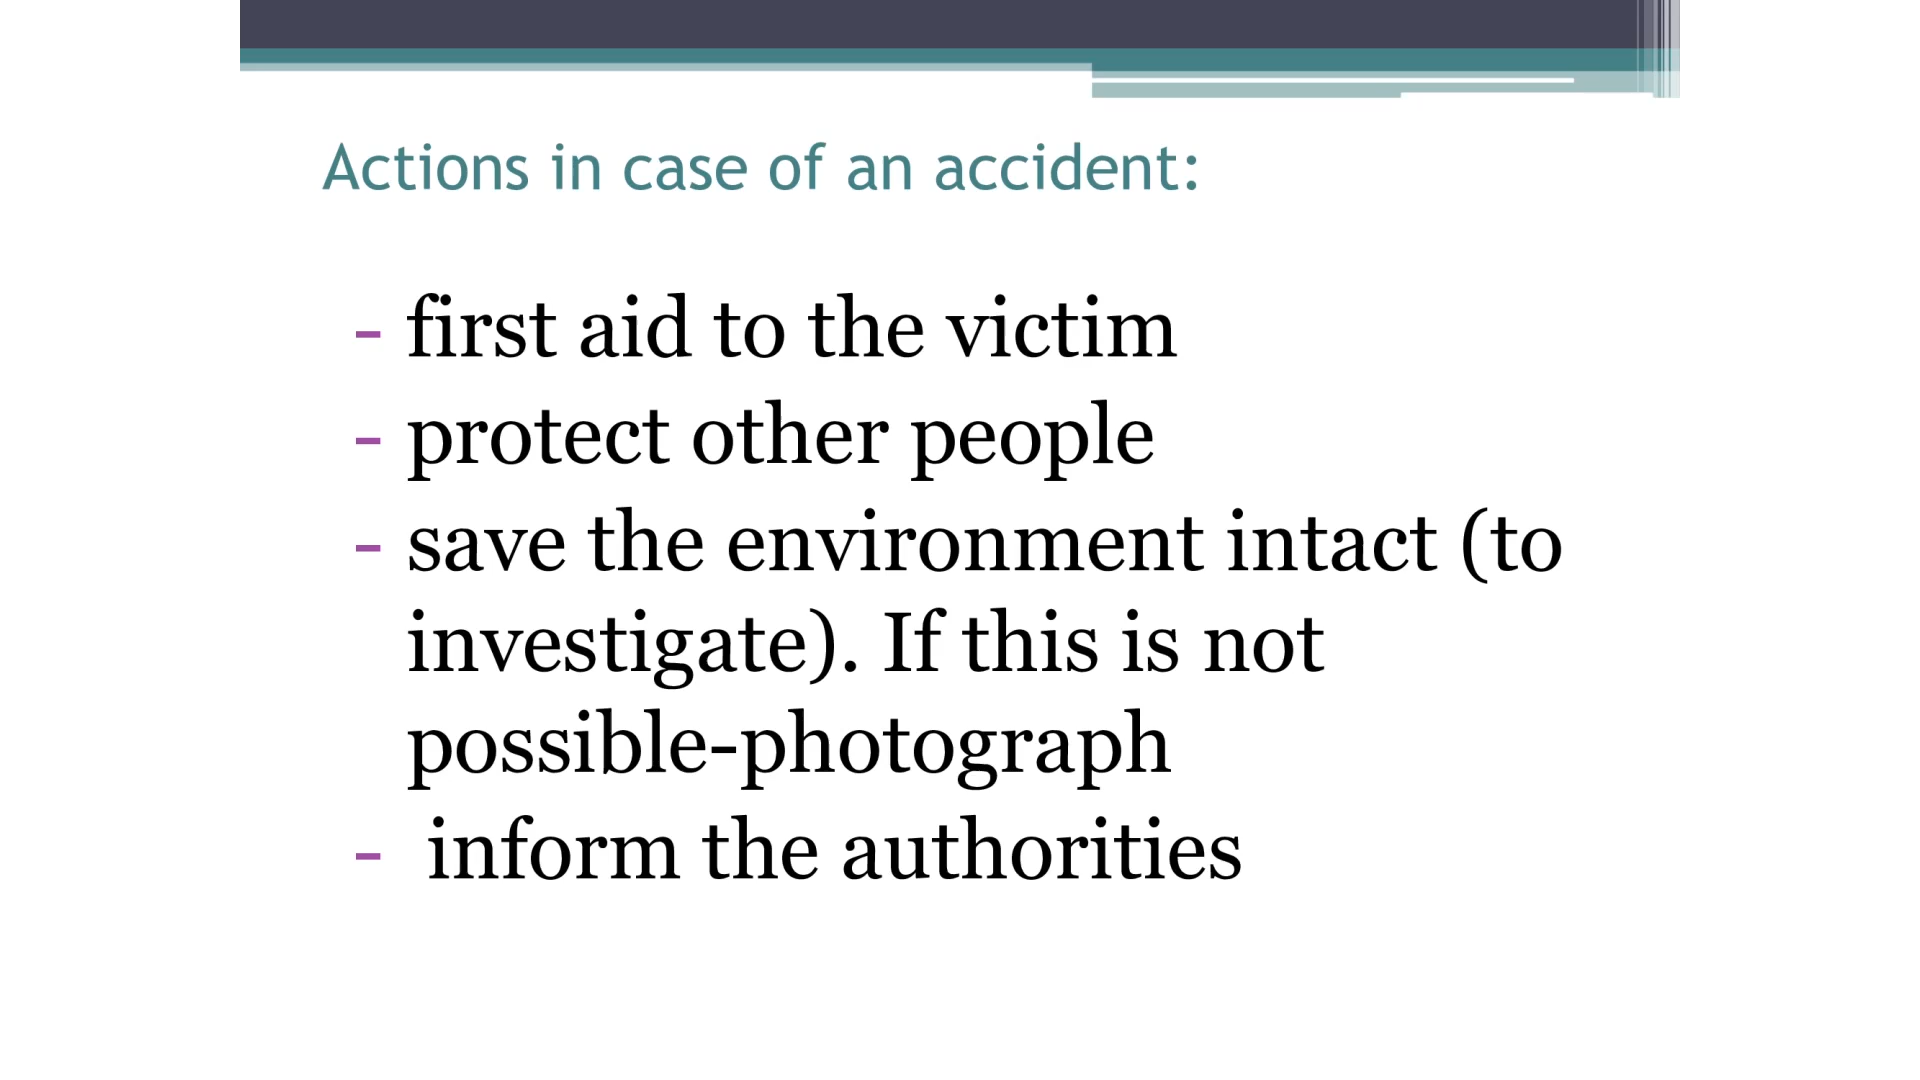 Actions in case of an accident:
- first aid to the victim
- protect other people
- save the environment intact (to
investigate). If this is not
possible-photograph
- inform the authorities